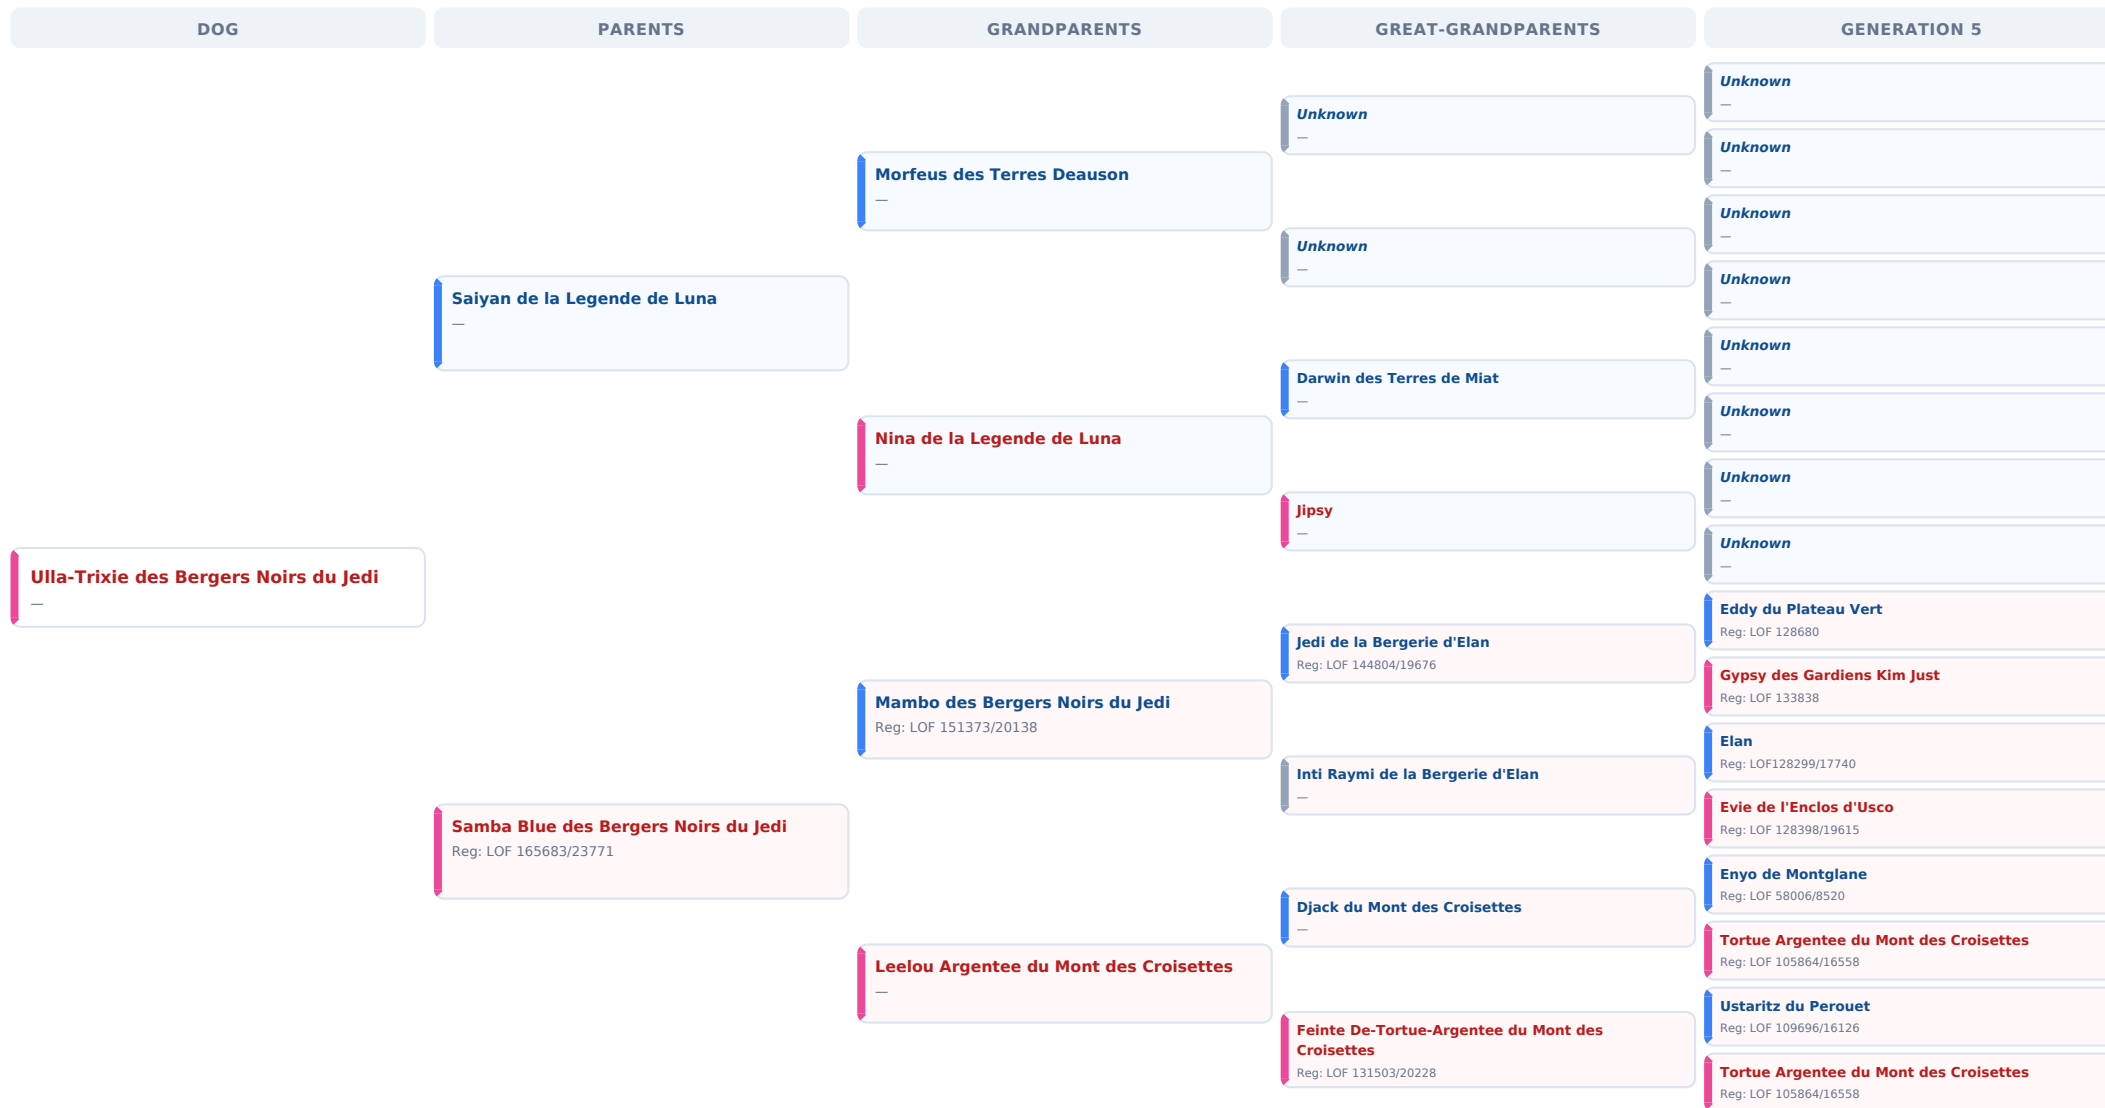 DOG
PARENTS
GRANDPARENTS
GREAT-GRANDPARENTS
GENERATION 5
Ulla-Trixie des Bergers Noirs du Jedi
—
Saiyan de la Legende de Luna
—
Samba Blue des Bergers Noirs du Jedi
Reg: LOF 165683/23771
Morfeus des Terres Deauson
—
Nina de la Legende de Luna
—
Mambo des Bergers Noirs du Jedi
Reg: LOF 151373/20138
Leelou Argentee du Mont des Croisettes
—
Unknown
—
Unknown
—
Darwin des Terres de Miat
—
Jipsy
—
Jedi de la Bergerie d'Elan
Reg: LOF 144804/19676
Inti Raymi de la Bergerie d'Elan
—
Djack du Mont des Croisettes
—
Feinte De-Tortue-Argentee du Mont des
Croisettes
Reg: LOF 131503/20228
Unknown
—
Unknown
—
Unknown
—
Unknown
—
Unknown
—
Unknown
—
Unknown
—
Unknown
—
Eddy du Plateau Vert
Reg: LOF 128680
Gypsy des Gardiens Kim Just
Reg: LOF 133838
Elan
Reg: LOF128299/17740
Evie de l'Enclos d'Usco
Reg: LOF 128398/19615
Enyo de Montglane
Reg: LOF 58006/8520
Tortue Argentee du Mont des Croisettes
Reg: LOF 105864/16558
Ustaritz du Perouet
Reg: LOF 109696/16126
Tortue Argentee du Mont des Croisettes
Reg: LOF 105864/16558